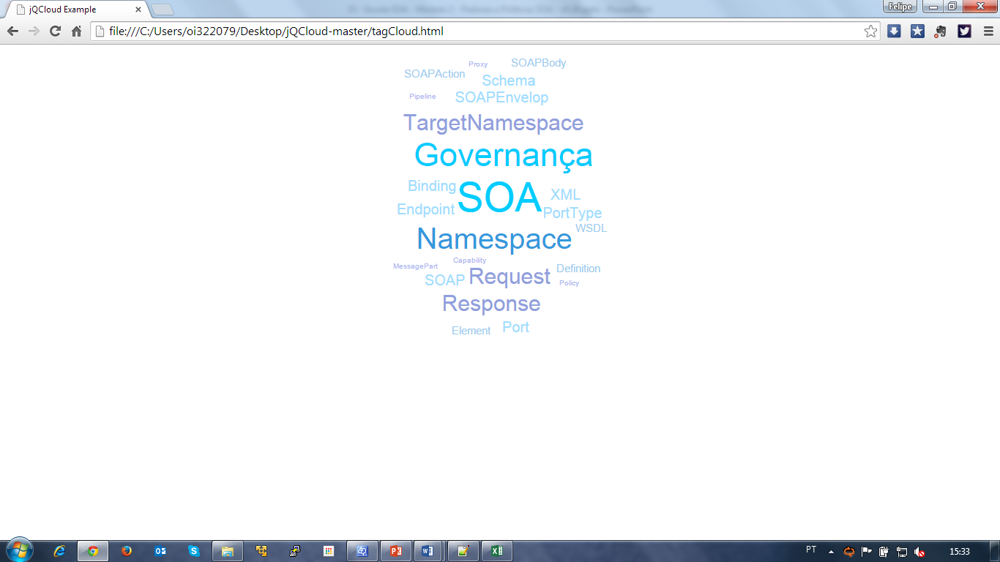 jQCloud Example
Felipe
file:///C:/Users/oi322079/Desktop/jQCloud-master/tagCloud.html
Proxy SOAPBody
SOAPAction
Schema
Pipeline SOAPEnvelop
TargetNamespace
Governança
Binding SOA XML
Endpoint PortType
WSDL
Namespace
MessagePart Capability
SOAP Request Definition
Policy
Response
Element Port
PT 15:33